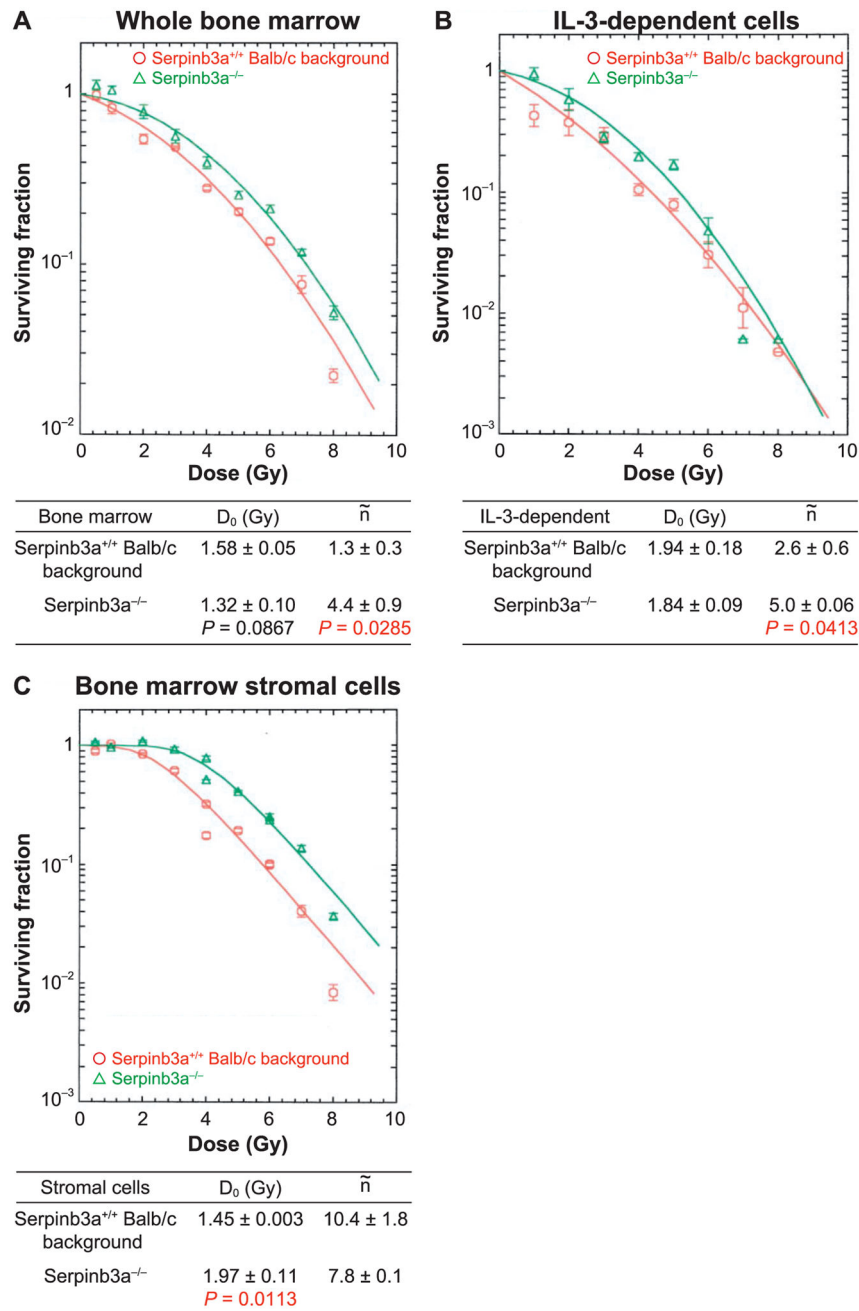 A Whole bone marrow
Serpinb3a+/+ Balb/c background
Serpinb3a−/−
1
10−1
10−2
Surviving fraction
0 2 4 6 8 10
Dose (Gy)
Bone marrow D0 (Gy) ñ
Serpinb3a+/+ Balb/c 1.58 ± 0.05 1.3 ± 0.3
background
Serpinb3a−/− 1.32 ± 0.10 4.4 ± 0.9
P = 0.0867 P = 0.0285
B IL-3-dependent cells
Serpinb3a+/+ Balb/c background
Serpinb3a−/−
1
10−1
10−2
10−3
Surviving fraction
0 2 4 6 8 10
Dose (Gy)
IL-3-dependent D0 (Gy) ñ
Serpinb3a+/+ Balb/c 1.94 ± 0.18 2.6 ± 0.6
background
Serpinb3a−/− 1.84 ± 0.09 5.0 ± 0.06
P = 0.0413
C Bone marrow stromal cells
1
10−1
10−2
10−3
Surviving fraction
Serpinb3a+/+ Balb/c background
Serpinb3a−/−
0 2 4 6 8 10
Dose (Gy)
Stromal cells D0 (Gy) ñ
Serpinb3a+/+ Balb/c 1.45 ± 0.003 10.4 ± 1.8
background
Serpinb3a−/− 1.97 ± 0.11 7.8 ± 0.1
P = 0.0113